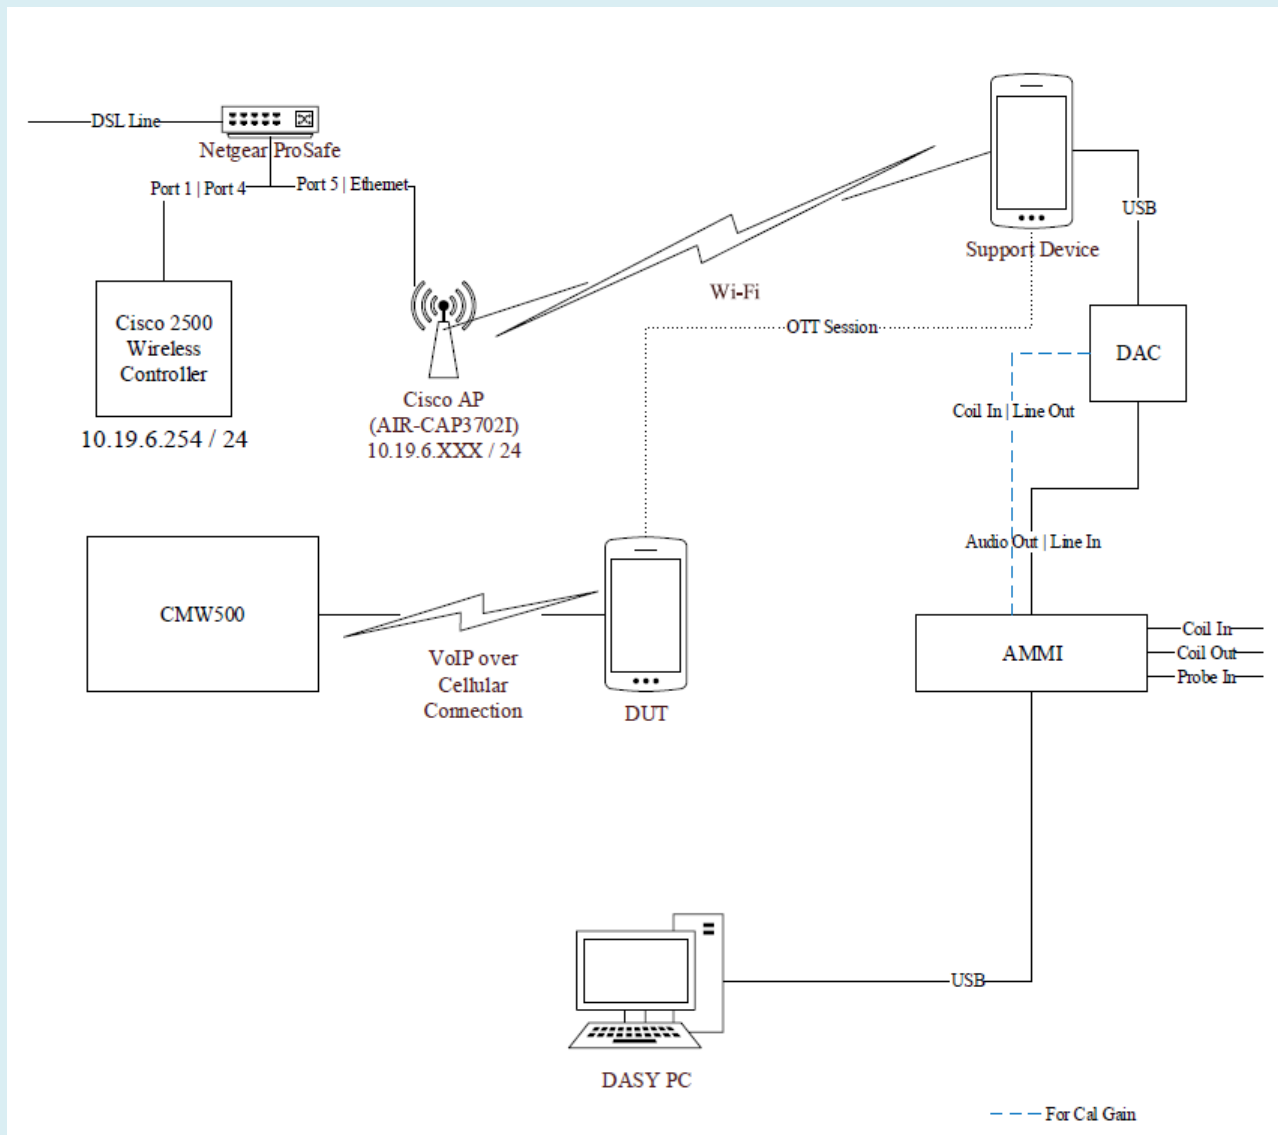 DSL Line
Netgear ProSafe
Port 1 | Port 4
Port 5 | Ethernet
USB
Support Device
Wi-Fi
Cisco 2500
Wireless
Controller
10.19.6.254 / 24
OTT Session
DAC
Cisco AP
(AIR-CAP3702I)
10.19.6.XXX / 24
Coil In | Line Out
Audio Out | Line In
CMW500
VoIP over
Cellular
Connection
DUT
AMMI
Coil In
Coil Out
Probe In
USB
DASY PC
For Cal Gain